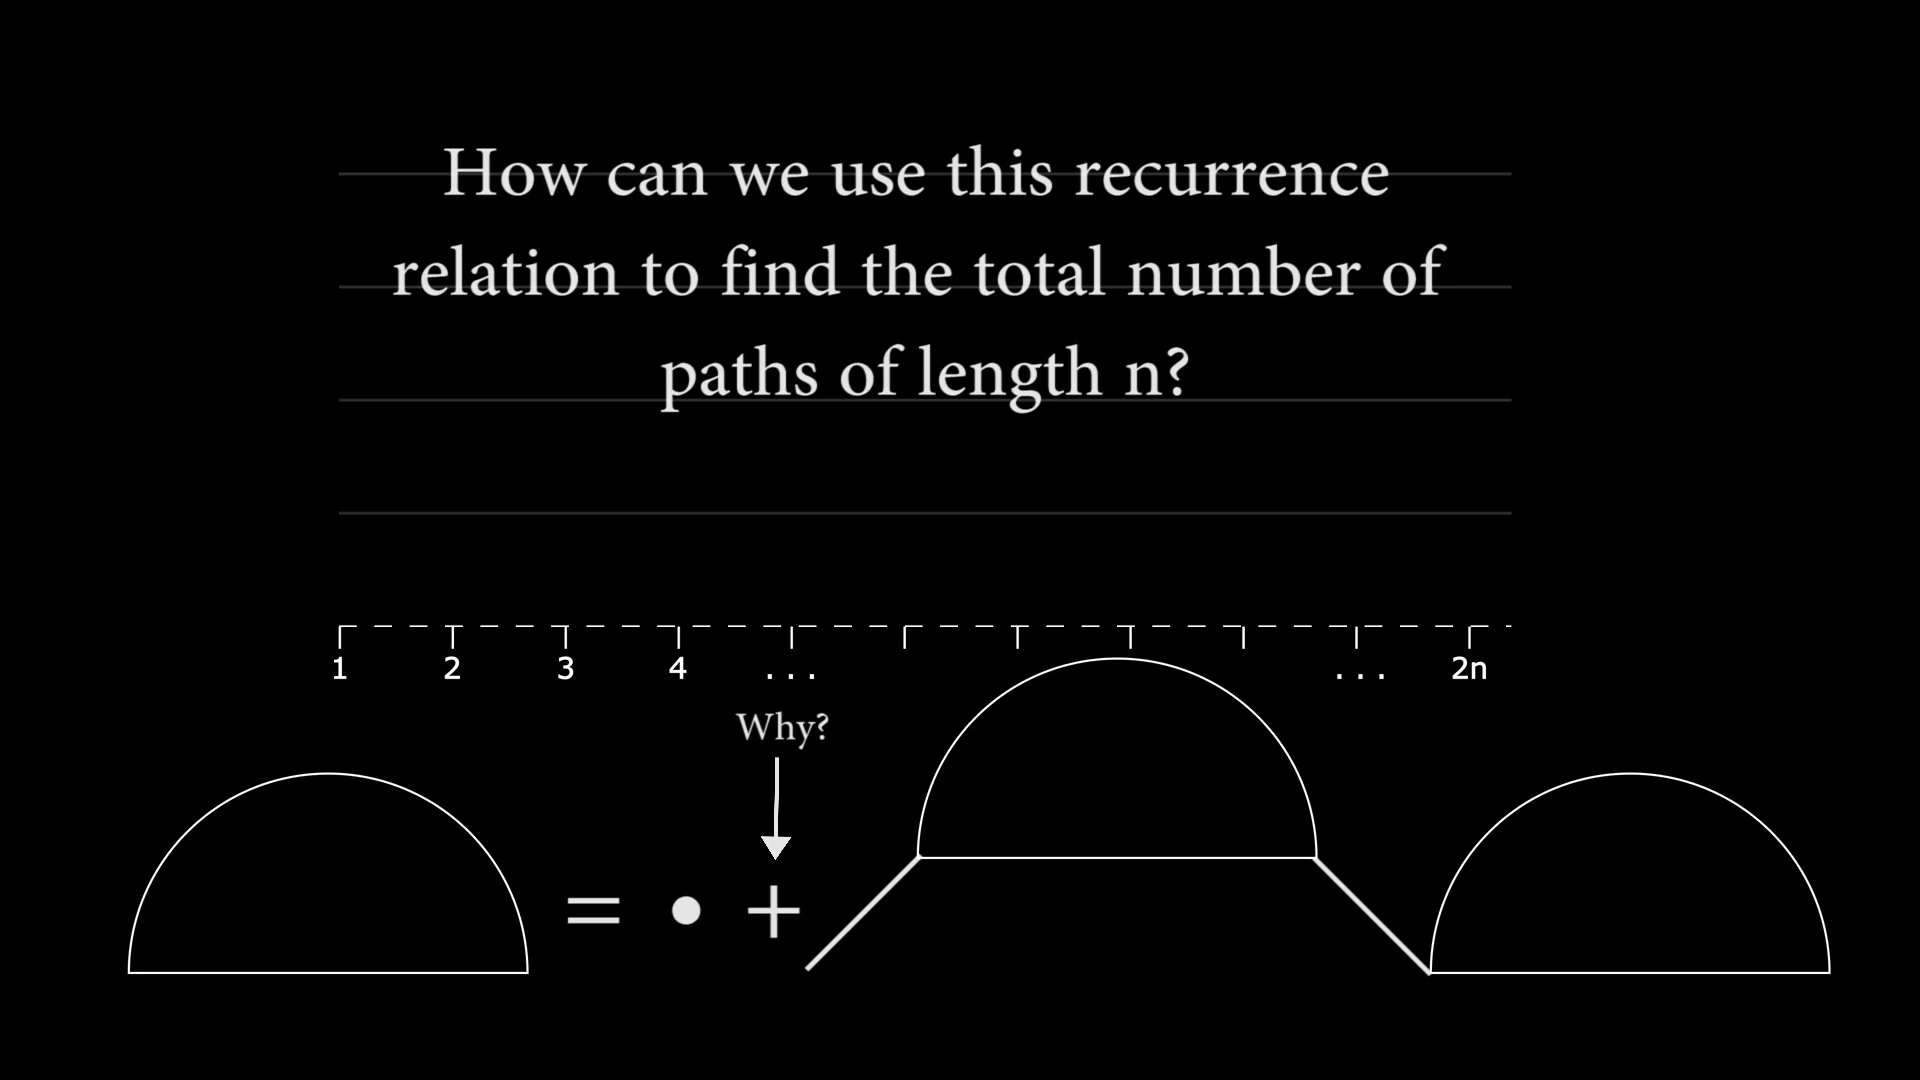 How can we use this recurrence
relation to find the total number of
paths of length n?
1 2 3 4 ... ... 2n
Why?
= • +